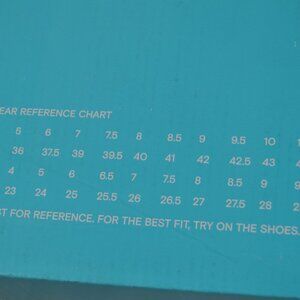 EAR REFERENCE CHART
5 6 7 7.5 8 8.5 9 9.5 10
36 37.5 39 39.5 40 41 42 42.5 43
4 5 6 6.5 7 7.5 8 8.5 9
23 24 25 25.5 26 26.5 27 27.5 28
ST FOR REFERENCE. FOR THE BEST FIT, TRY ON THE SHOES.